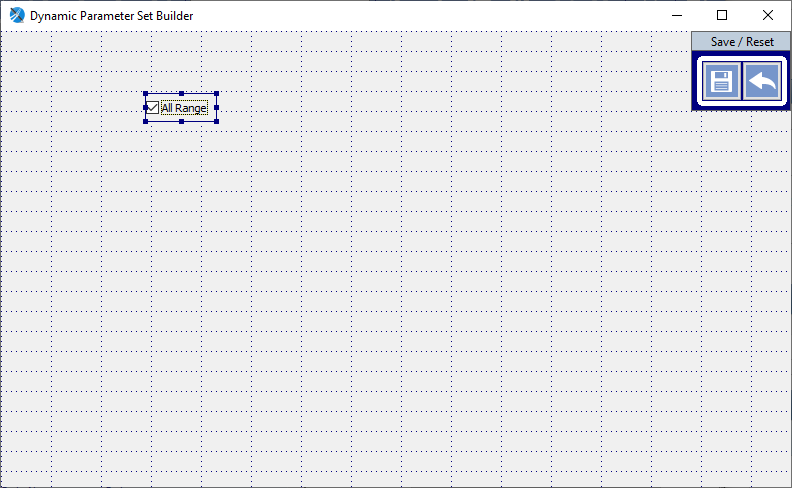 Dynamic Parameter Set Builder
Save / Reset
All Range